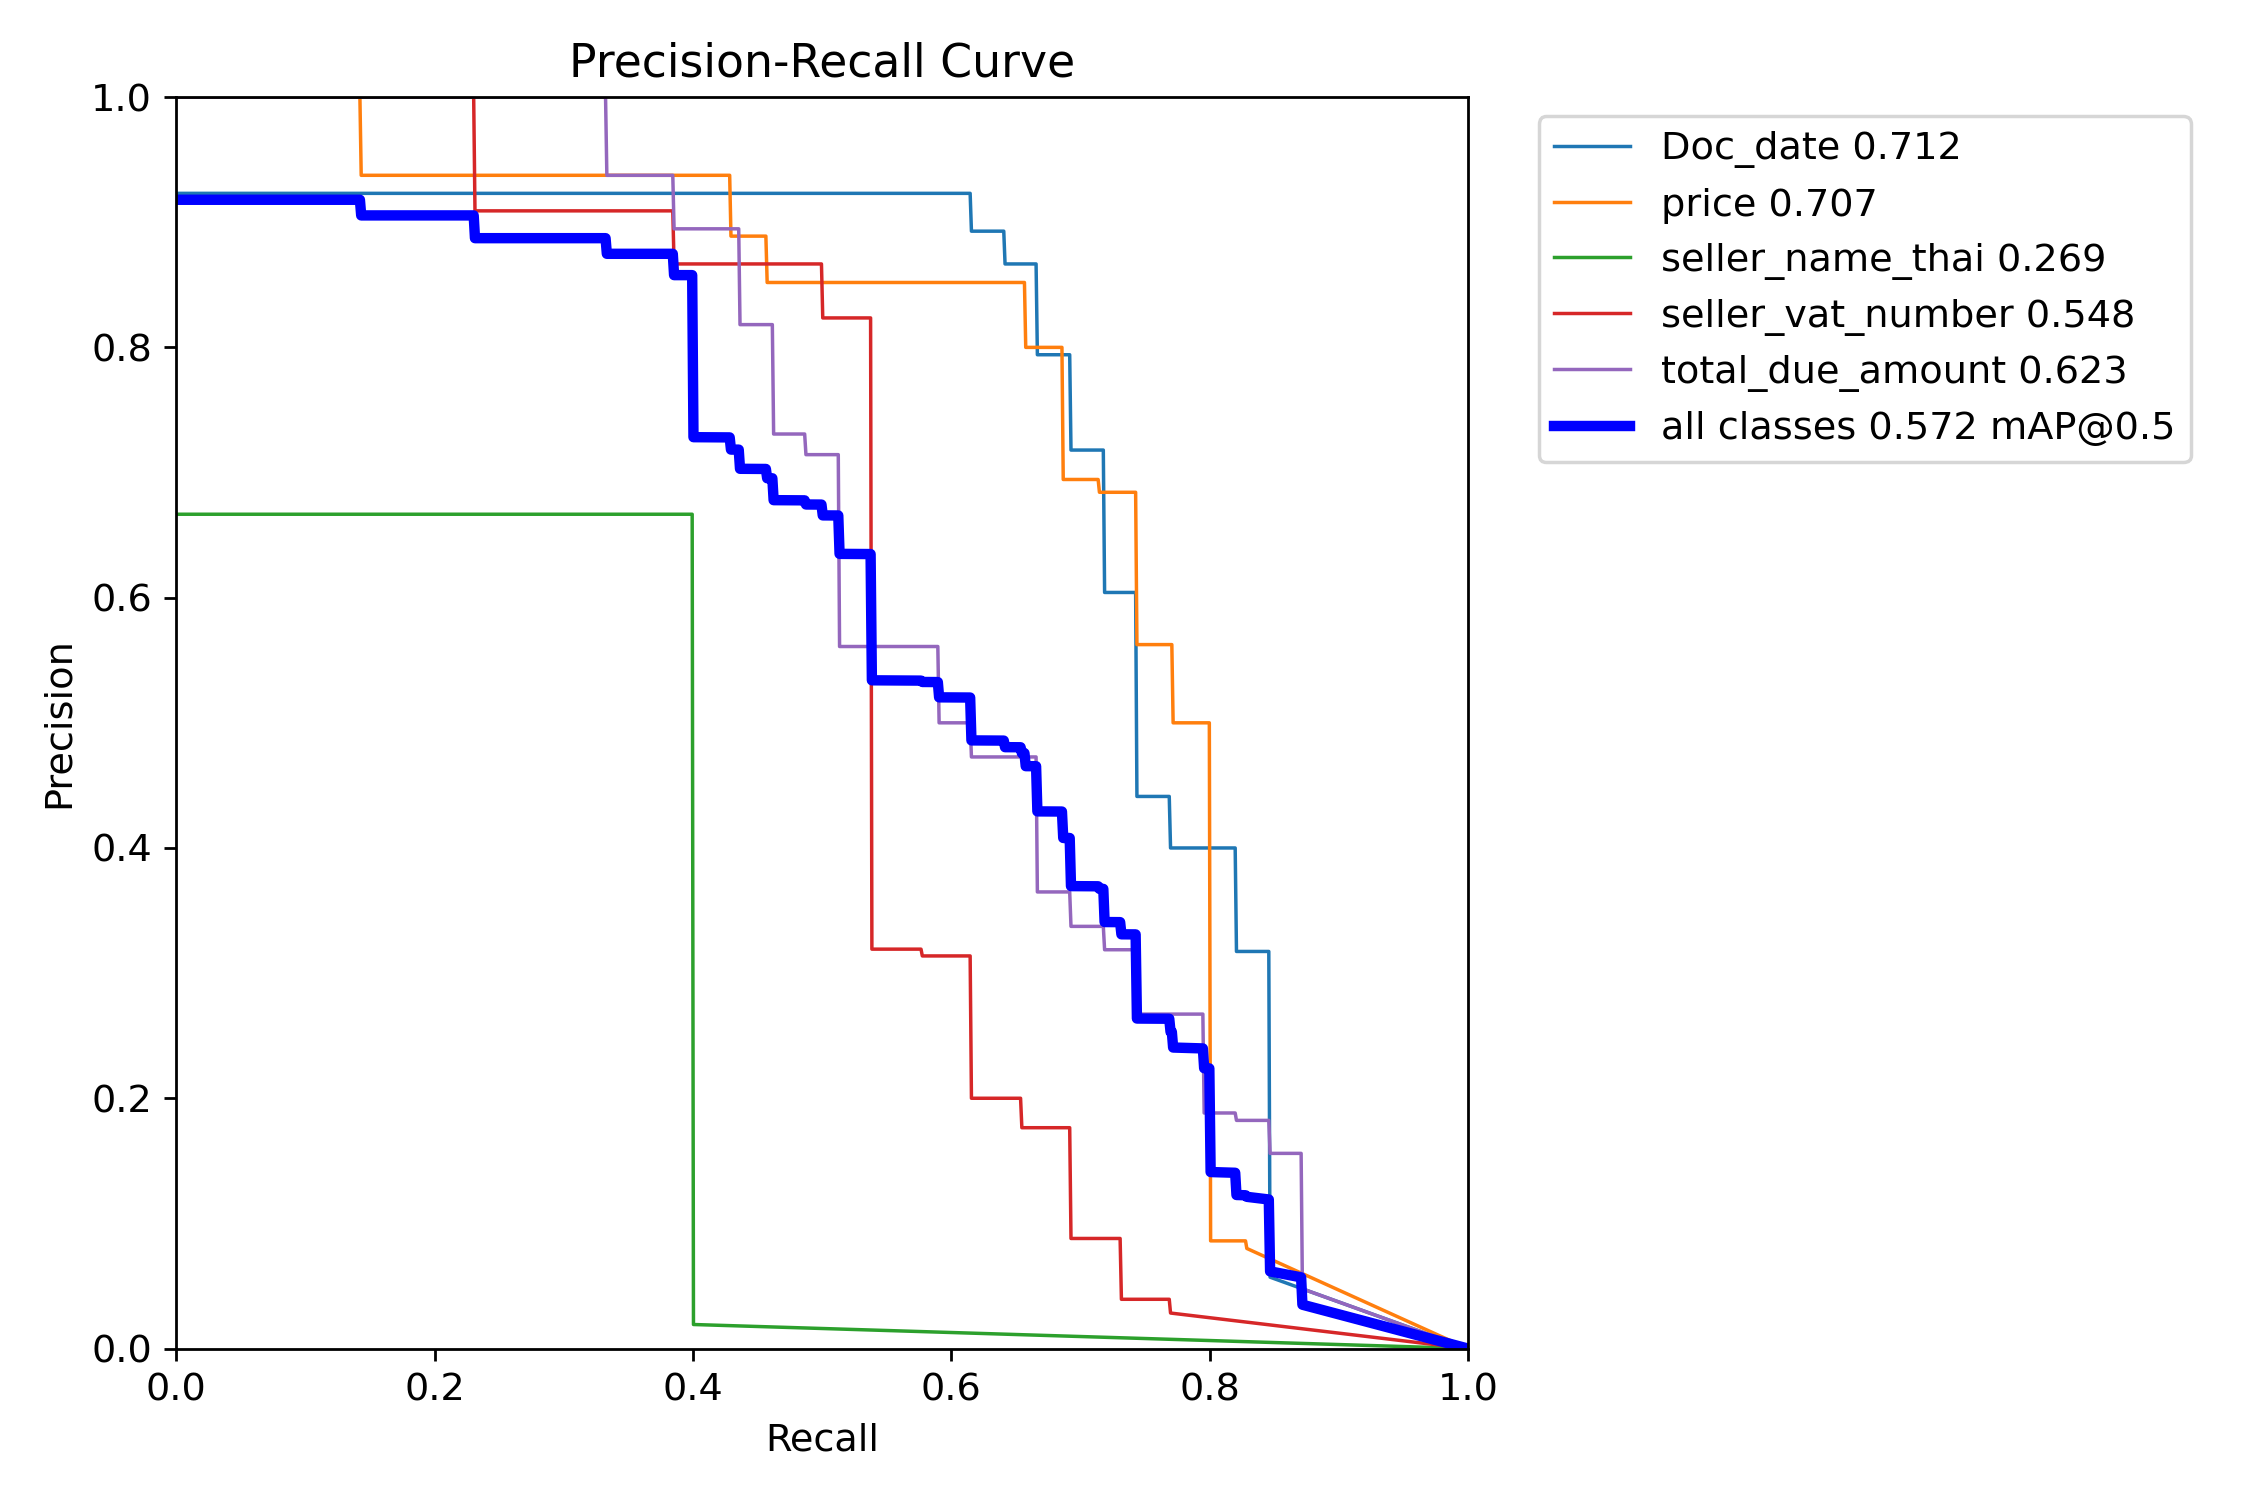 Precision-Recall Curve
1.0
0.8
0.6
0.4
0.2
0.0
Precision
0.0 0.2 0.4 0.6 0.8 1.0
Recall
Doc_date 0.712
price 0.707
seller_name_thai 0.269
seller_vat_number 0.548
total_due_amount 0.623
all classes 0.572 mAP@0.5